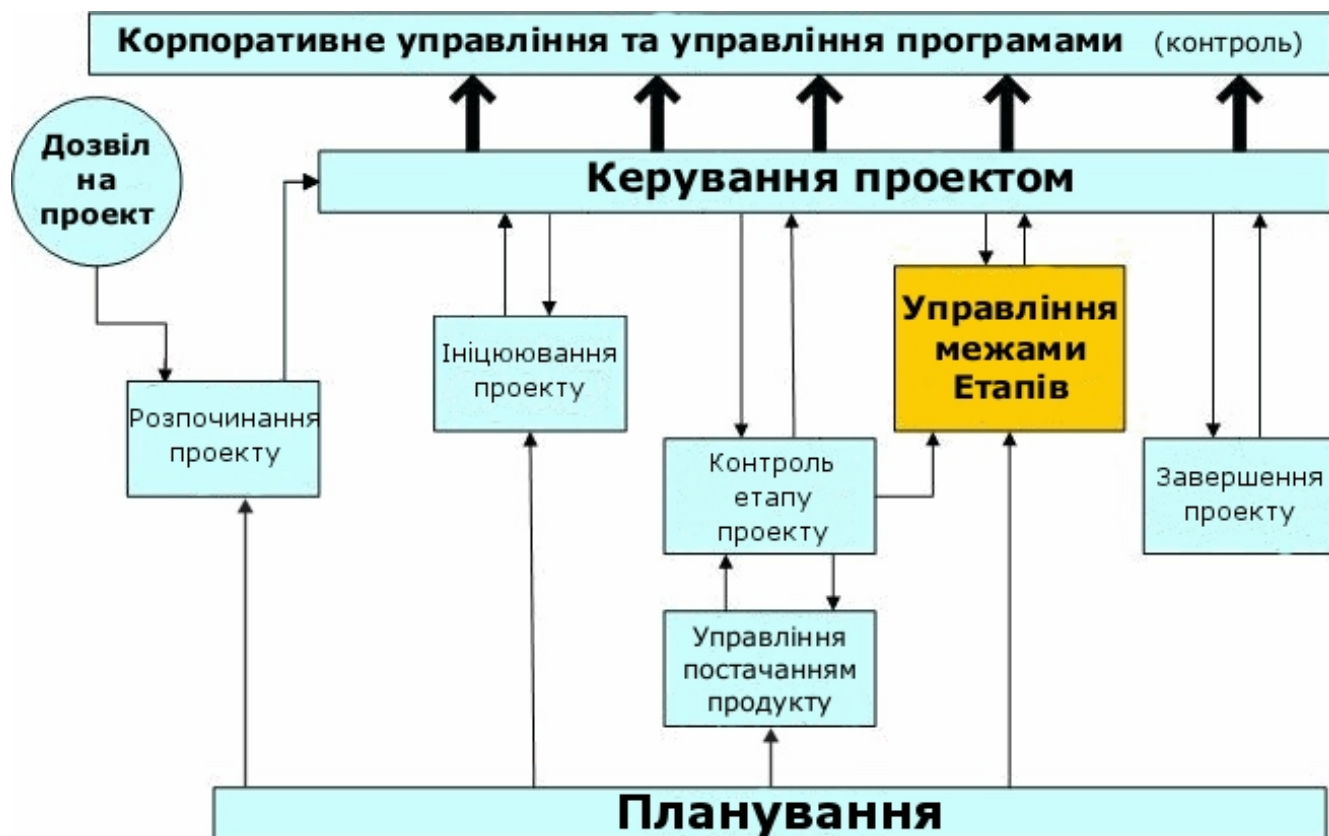 Корпоративне управління та управління програмами (контроль)
Дозвіл
на
проект
Керування проектом
Управління
межами
Етапів
Ініцюювання
проекту
Розпочинання
проекту
Контроль
етапу
проекту
Завершення
проекту
Управління
постачанням
продукту
Планування